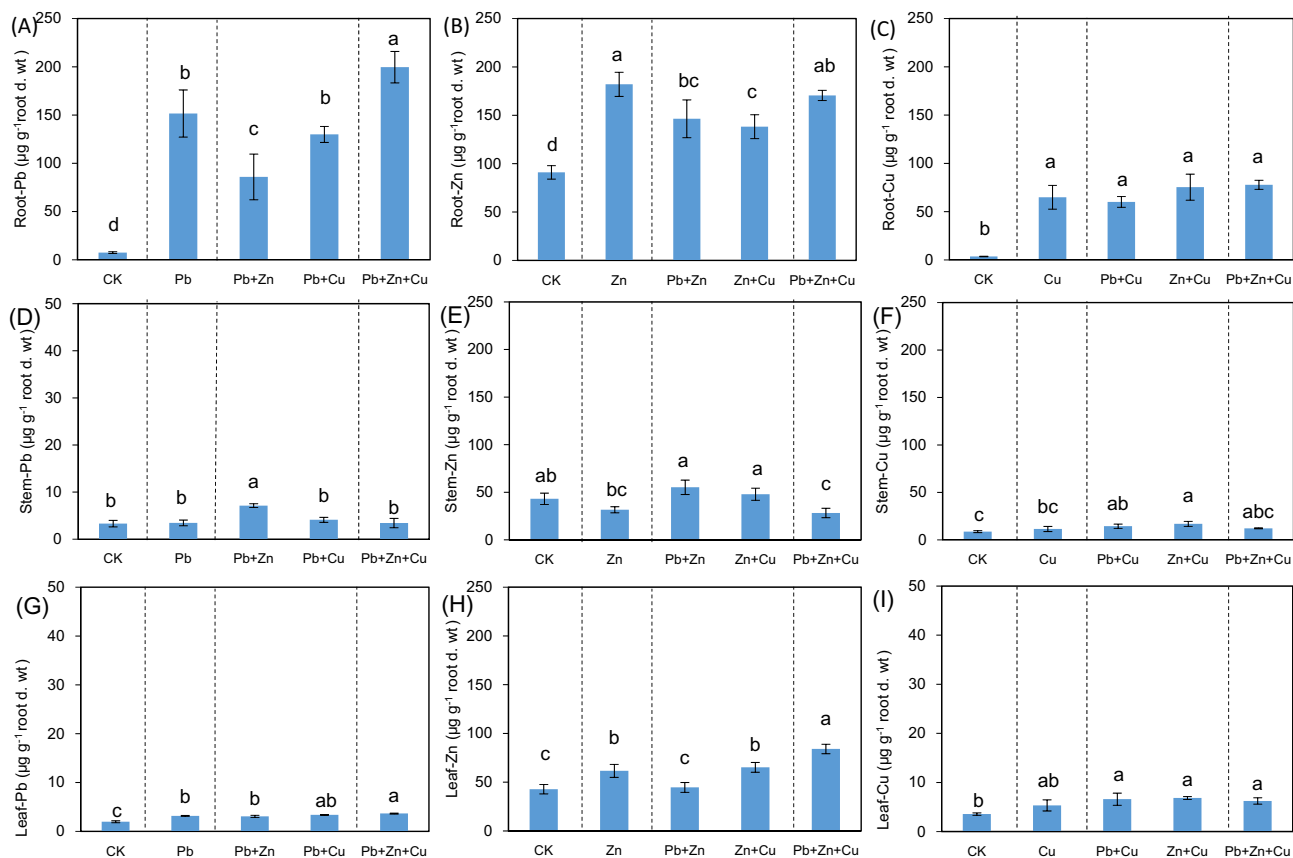 (A)
Root-Pb (µg g⁻¹root d. wt)
250
200
150
100
50
0
d
b
c
b
a
CK Pb Pb+Zn Pb+Cu Pb+Zn+Cu
(B)
Root-Zn (µg g⁻¹root d. wt)
250
200
150
100
50
0
d
a
bc
c
ab
CK Zn Pb+Zn Zn+Cu Pb+Zn+Cu
(C)
Root-Cu (µg g⁻¹ root d. wt)
250
200
150
100
50
0
b
a
a
a
a
CK Cu Pb+Cu Zn+Cu Pb+Zn+Cu
(D)
Stem-Pb (µg g⁻¹ root d. wt )
50
40
30
20
10
0
b
b
a
b
b
CK Pb Pb+Zn Pb+Cu Pb+Zn+Cu
(E)
Stem-Zn (µg g⁻¹ root d. wt )
250
200
150
100
50
0
ab
bc
a
a
c
CK Zn Pb+Zn Zn+Cu Pb+Zn+Cu
(F)
Stem-Cu (µg g⁻¹ root d. wt )
250
200
150
100
50
0
c
bc
ab
a
abc
CK Cu Pb+Cu Zn+Cu Pb+Zn+Cu
(G)
Leaf-Pb (µg g⁻¹ root d. wt)
50
40
30
20
10
0
c
b
b
ab
a
CK Pb Pb+Zn Pb+Cu Pb+Zn+Cu
(H)
Leaf-Zn (µg g⁻¹ root d. wt )
250
200
150
100
50
0
c
b
c
b
a
CK Zn Pb+Zn Zn+Cu Pb+Zn+Cu
(I)
Leaf-Cu (µg g⁻¹ root d. wt)
50
40
30
20
10
0
b
ab
a
a
a
CK Cu Pb+Cu Zn+Cu Pb+Zn+Cu